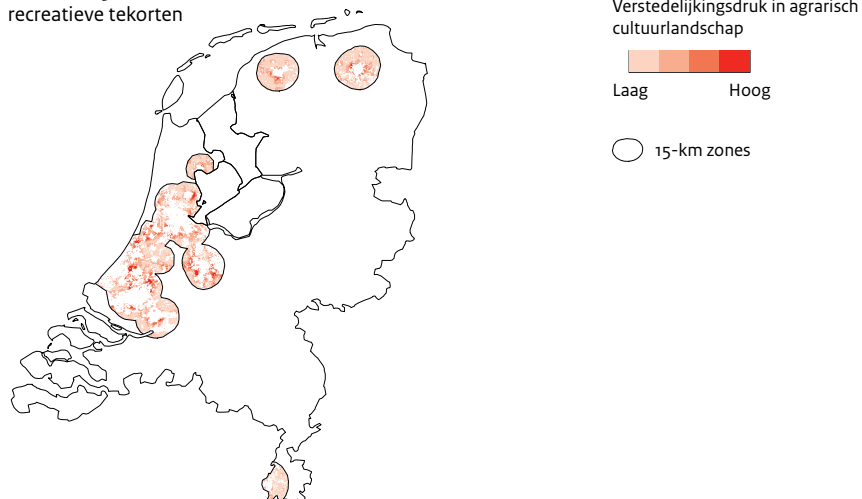 recreatieve tekorten
Verstedelijkingsdruk in agrarisch
cultuurlandschap
Laag
Hoog
15-km zones